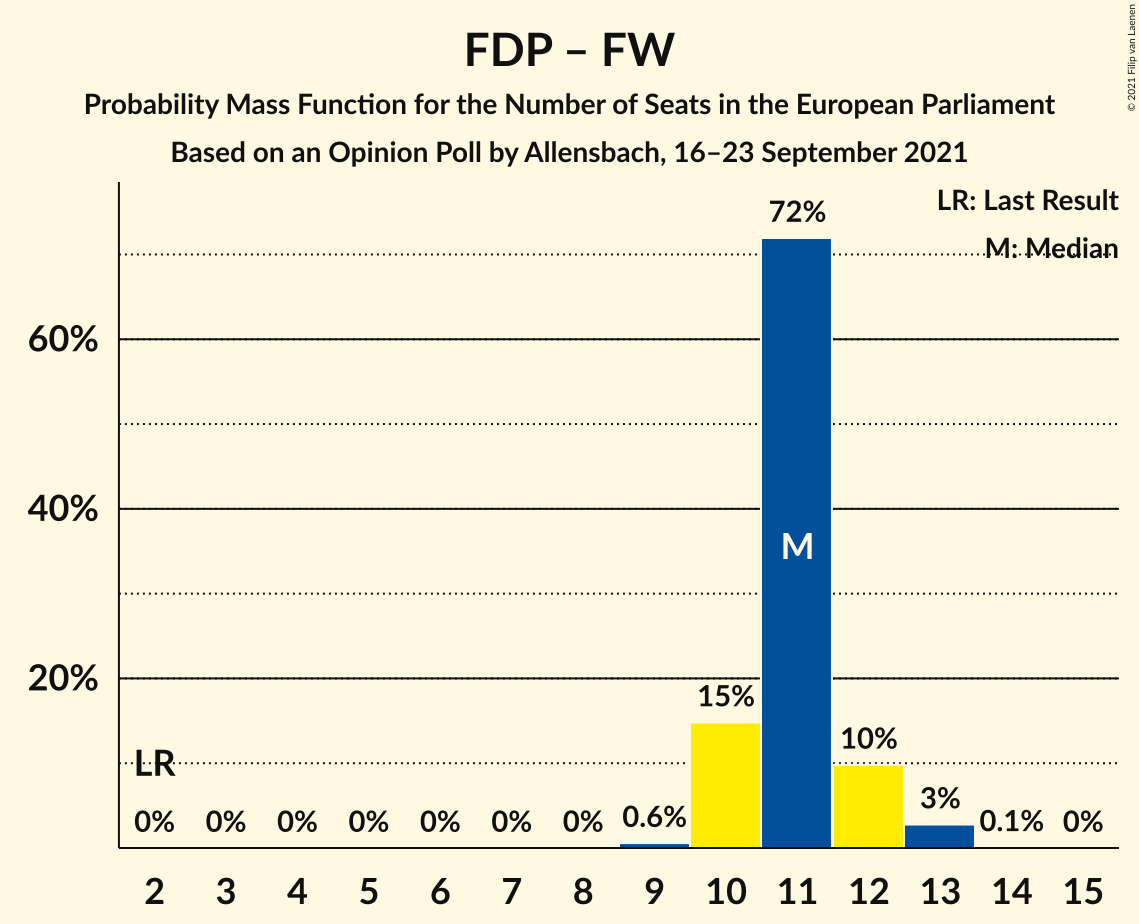 FDP – FW
Probability Mass Function for the Number of Seats in the European Parliament
Based on an Opinion Poll by Allensbach, 16–23 September 2021
© 2021 Filip van Laenen
LR: Last Result
M: Median
72%
60%
40%
M
20%
15%
10%
LR
3%
0% 0% 0% 0% 0% 0% 0% 0.6% 0.1% 0%
2 3 4 5 6 7 8 9 10 11 12 13 14 15